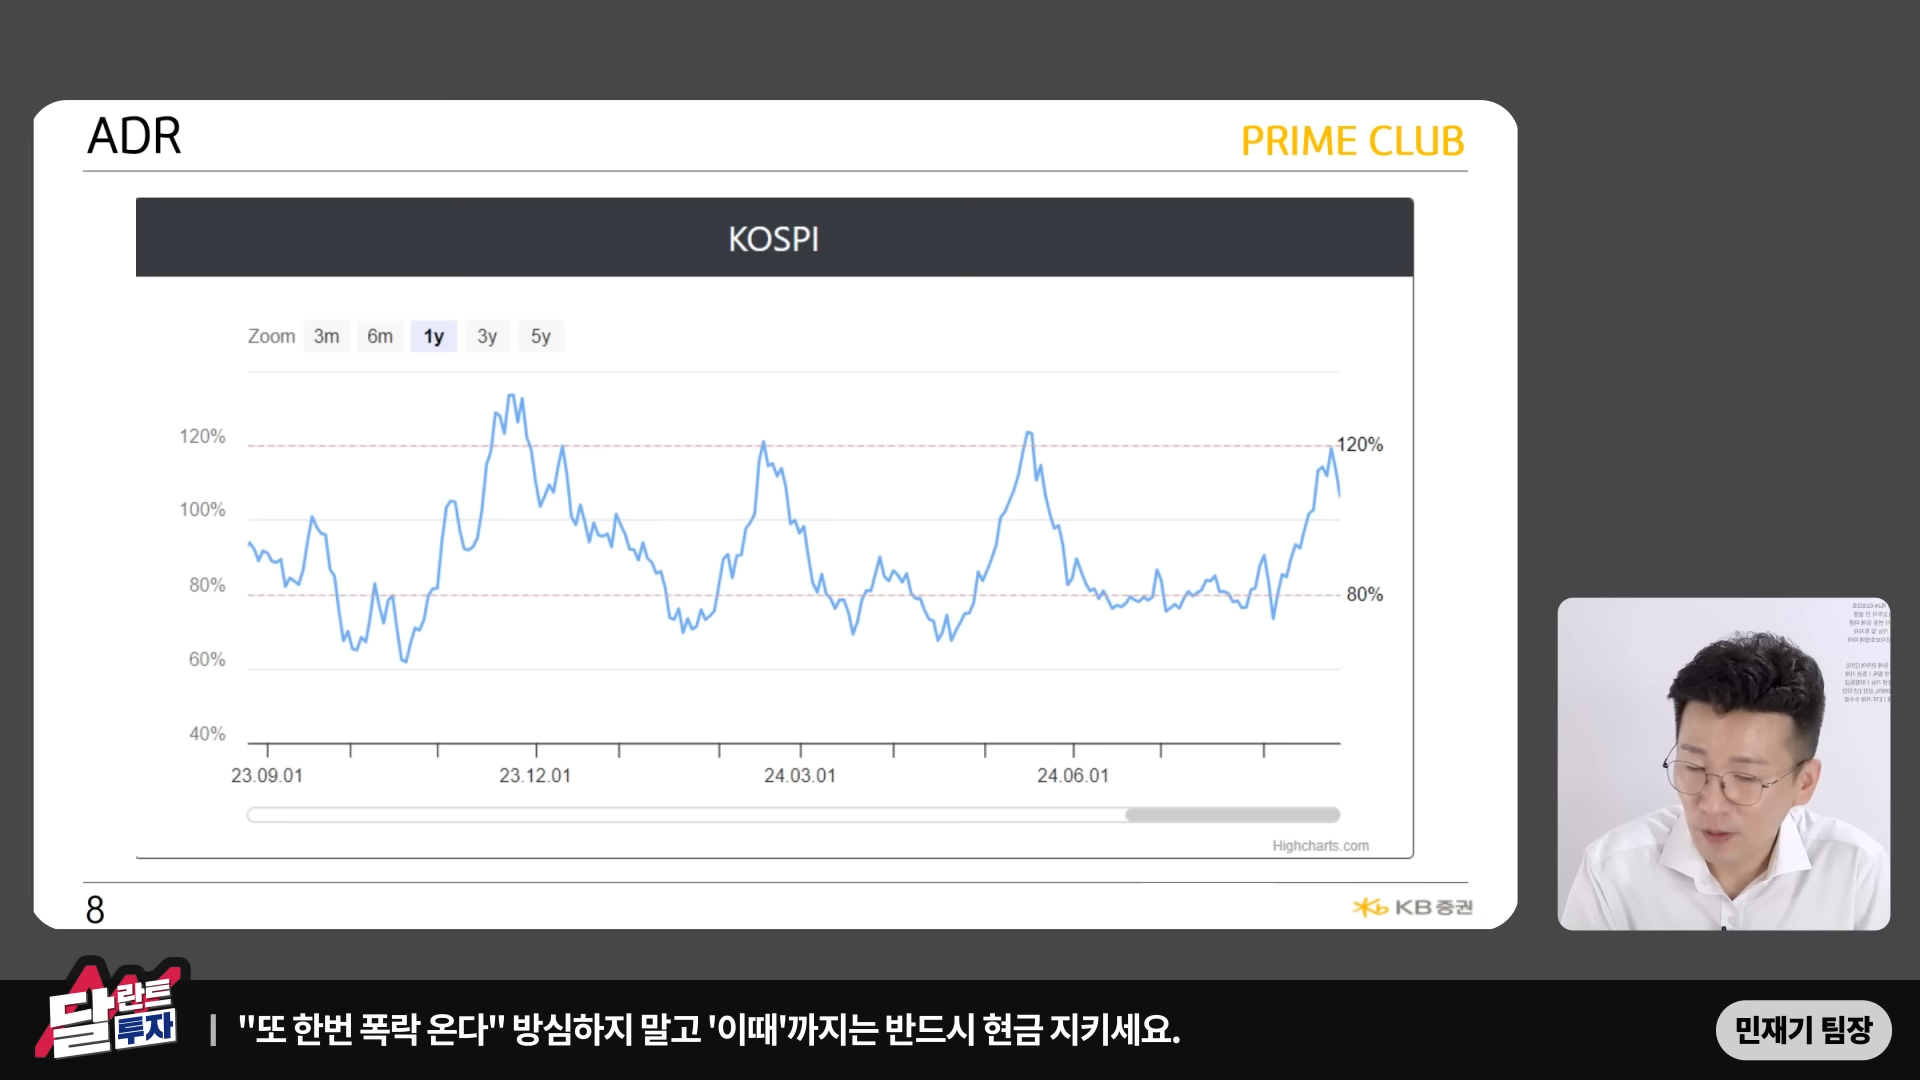 ADR
PRIME CLUB
KOSPI
Zoom 3m 6m 1y 3y 5y
120%
100%
80%
60%
40%
120%
80%
23.09.01 23.12.01 24.03.01 24.06.01
Highcharts.com
8
KB증권
달란트투자
| "또 한번 폭락 온다" 방심하지 말고 '이때'까지는 반드시 현금 지키세요.
민재기 팀장